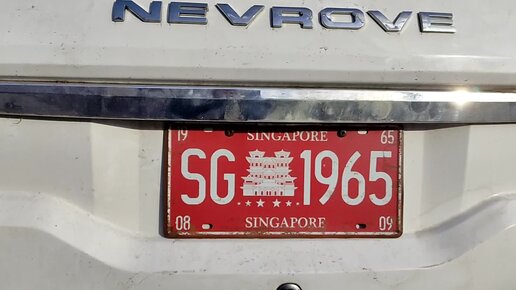 NEVROVE
19 SINGAPORE 65
SG 1965
08 SINGAPORE 09